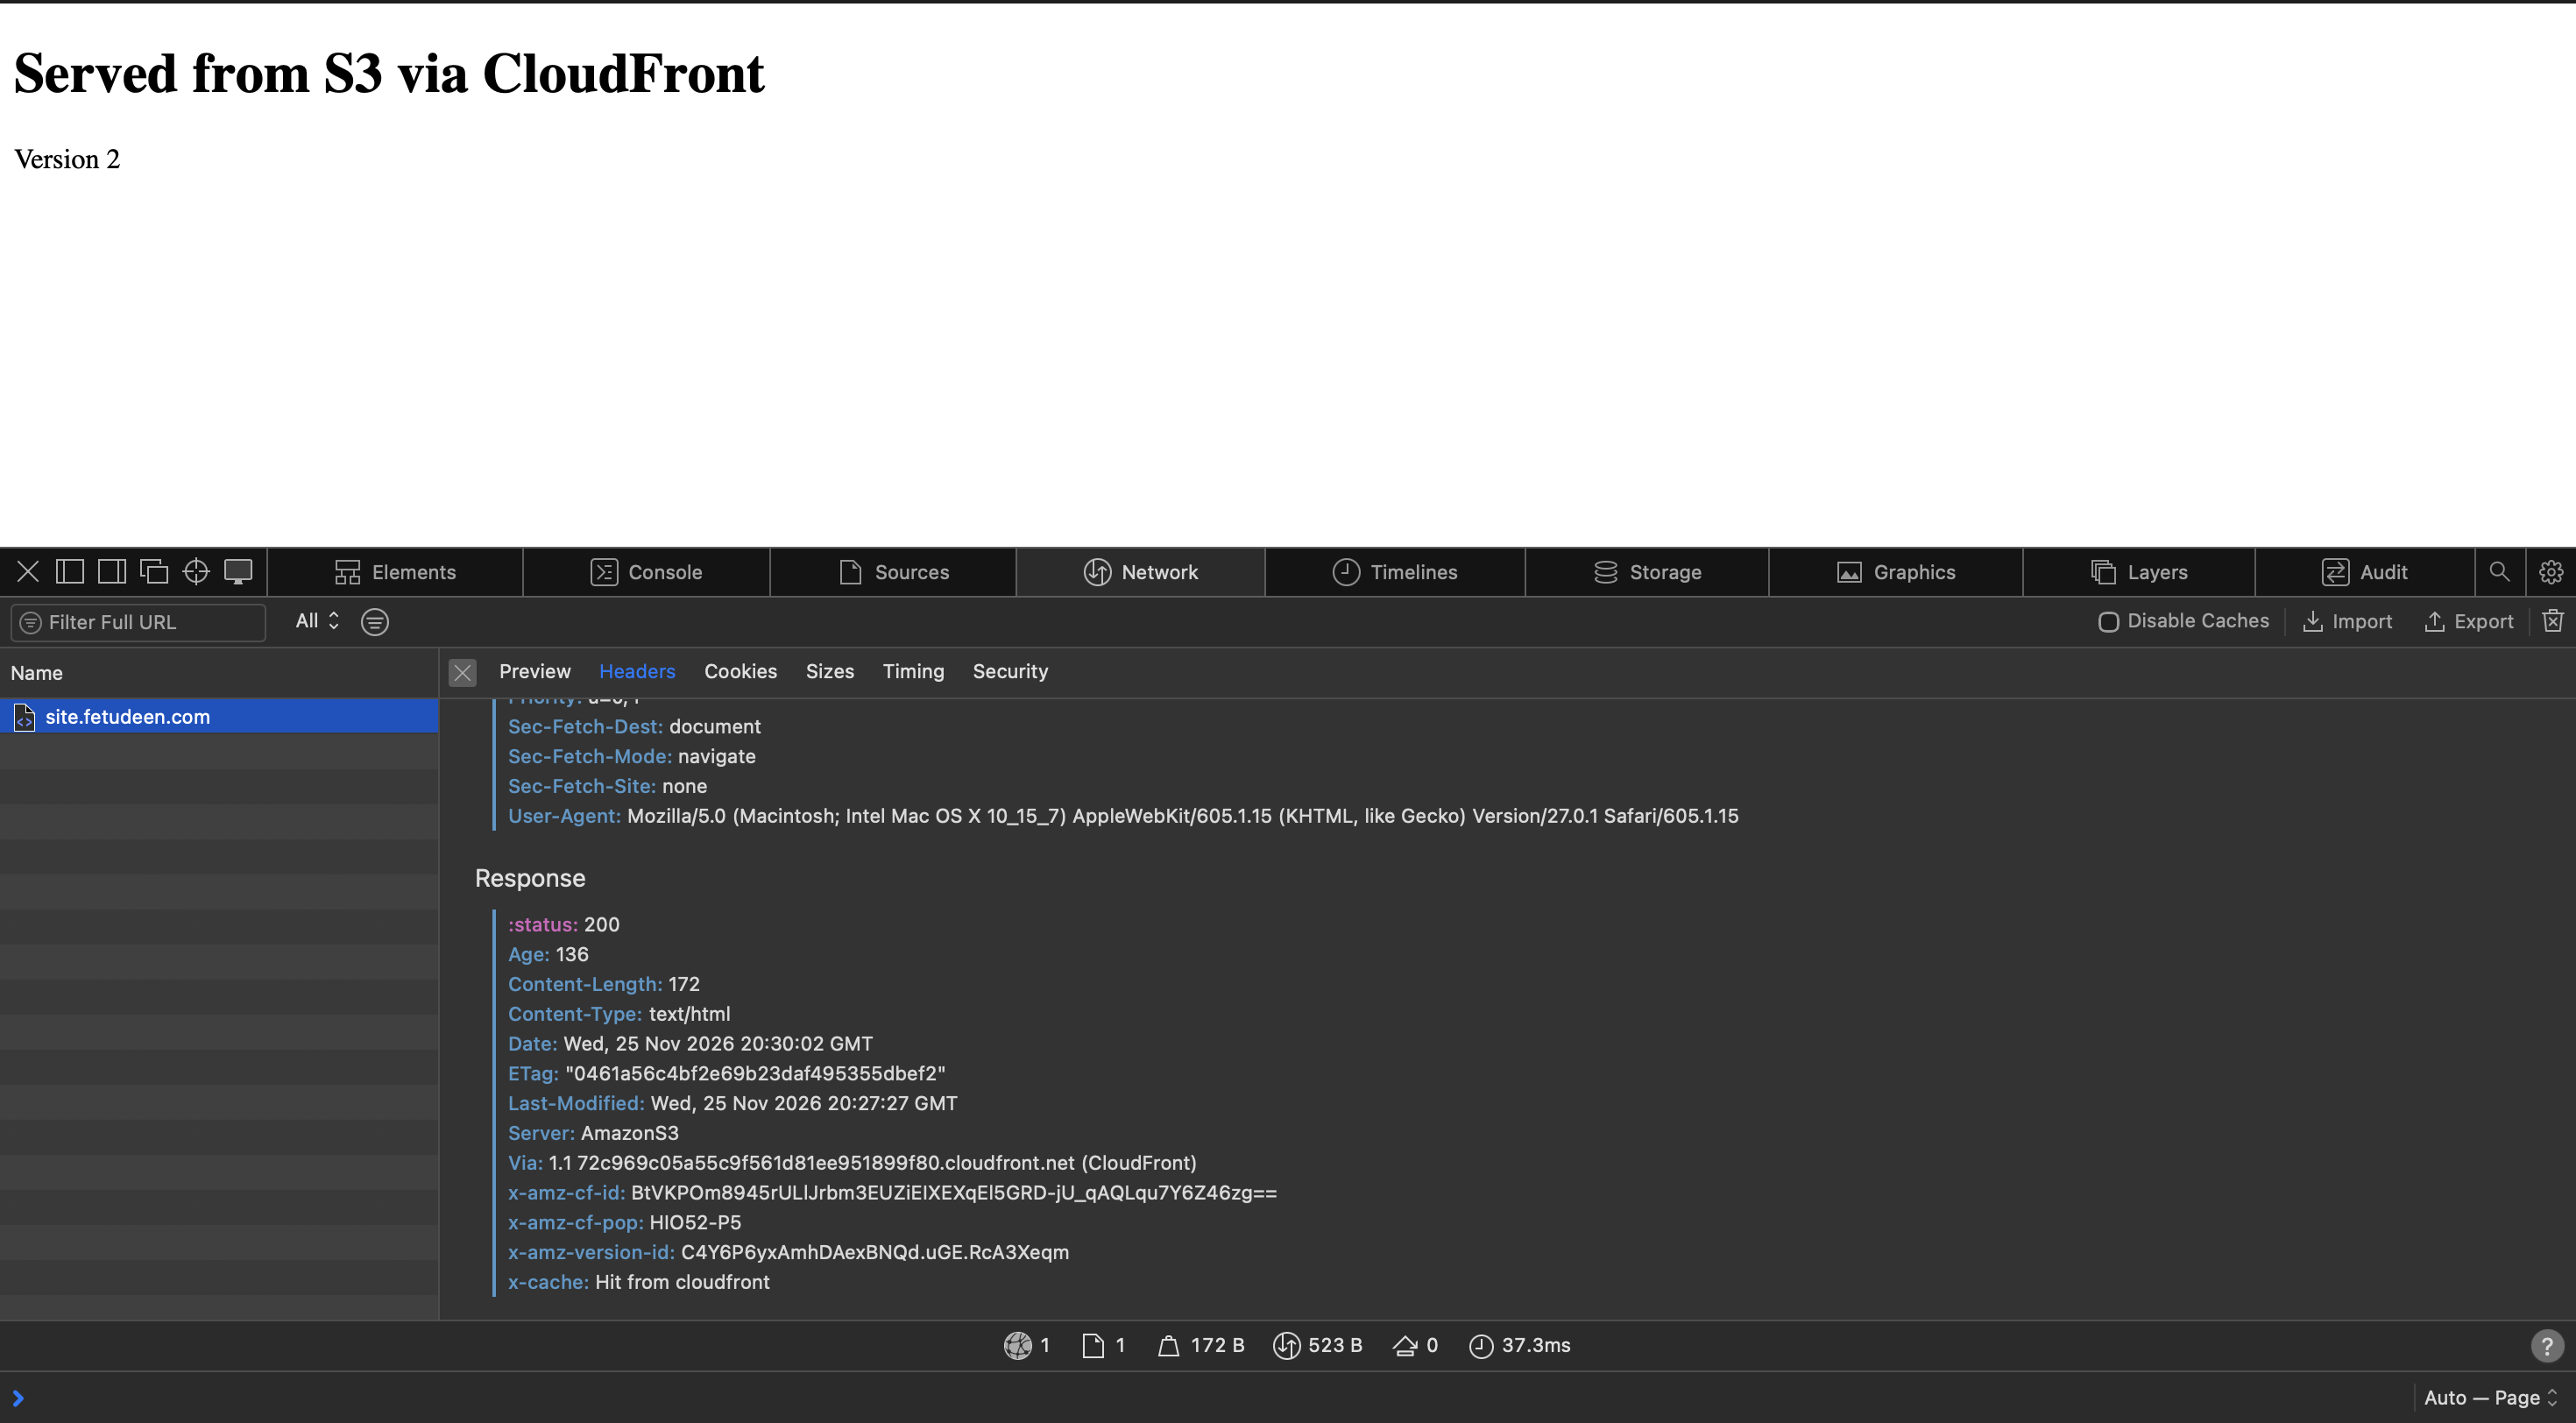 Served from S3 via CloudFront
Version 2
Elements Console Sources Network Timelines Storage Graphics Layers Audit
Filter Full URL All Disable Caches Import Export
Name Preview Headers Cookies Sizes Timing Security
site.fetudeen.com
Sec-Fetch-Dest: document
Sec-Fetch-Mode: navigate
Sec-Fetch-Site: none
User-Agent: Mozilla/5.0 (Macintosh; Intel Mac OS X 10_15_7) AppleWebKit/605.1.15 (KHTML, like Gecko) Version/27.0.1 Safari/605.1.15
Response
:status: 200
Age: 136
Content-Length: 172
Content-Type: text/html
Date: Wed, 25 Nov 2026 20:30:02 GMT
ETag: "0461a56c4bf2e69b23daf495355dbef2"
Last-Modified: Wed, 25 Nov 2026 20:27:27 GMT
Server: AmazonS3
Via: 1.1 72c969c05a55c9f561d81ee951899f80.cloudfront.net (CloudFront)
x-amz-cf-id:
x-amz-cf-pop: HIO52-P5
x-amz-version-id: C4Y6P6yxAmhDAexBNQd.uGE.RcA3Xeqm
x-cache: Hit from cloudfront
1 1 172 B 523 B 0 37.3ms ?
Auto — Page